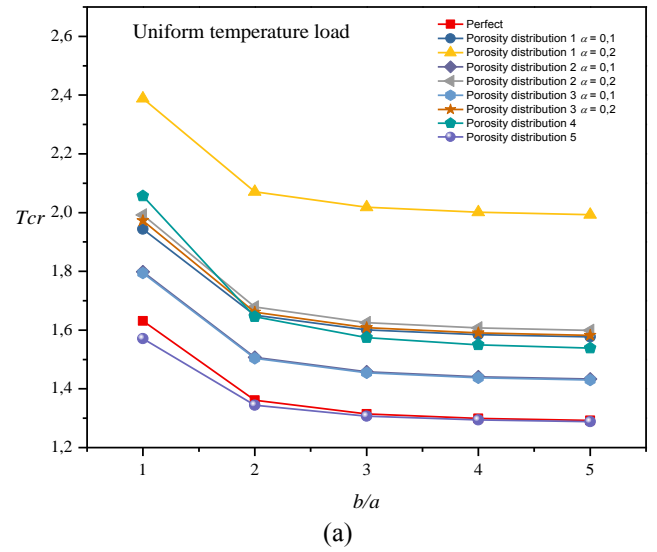 Uniform temperature load
Perfect
Porosity distribution 1 α = 0,1
Porosity distribution 1 α = 0,2
Porosity distribution 2 α = 0,1
Porosity distribution 2 α = 0,2
Porosity distribution 3 α = 0,1
Porosity distribution 3 α = 0,2
Porosity distribution 4
Porosity distribution 5
2,6
2,4
2,2
2,0
1,8
1,6
1,4
1,2
Tcr
1 2 3 4 5
b/a
(a)